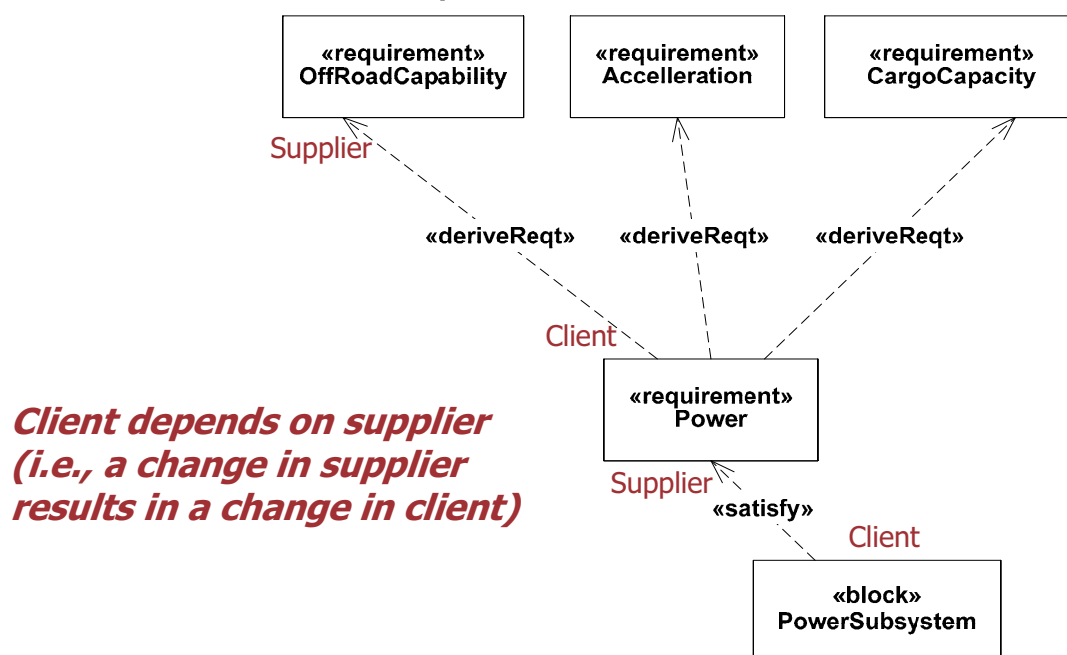 «requirement»
OffRoadCapability
«requirement»
Accelleration
«requirement»
CargoCapacity
Supplier
«deriveReqt»
«deriveReqt»
«deriveReqt»
Client
«requirement»
Power
Client depends on supplier
(i.e., a change in supplier
results in a change in client)
Supplier
«satisfy»
Client
«block»
PowerSubsystem